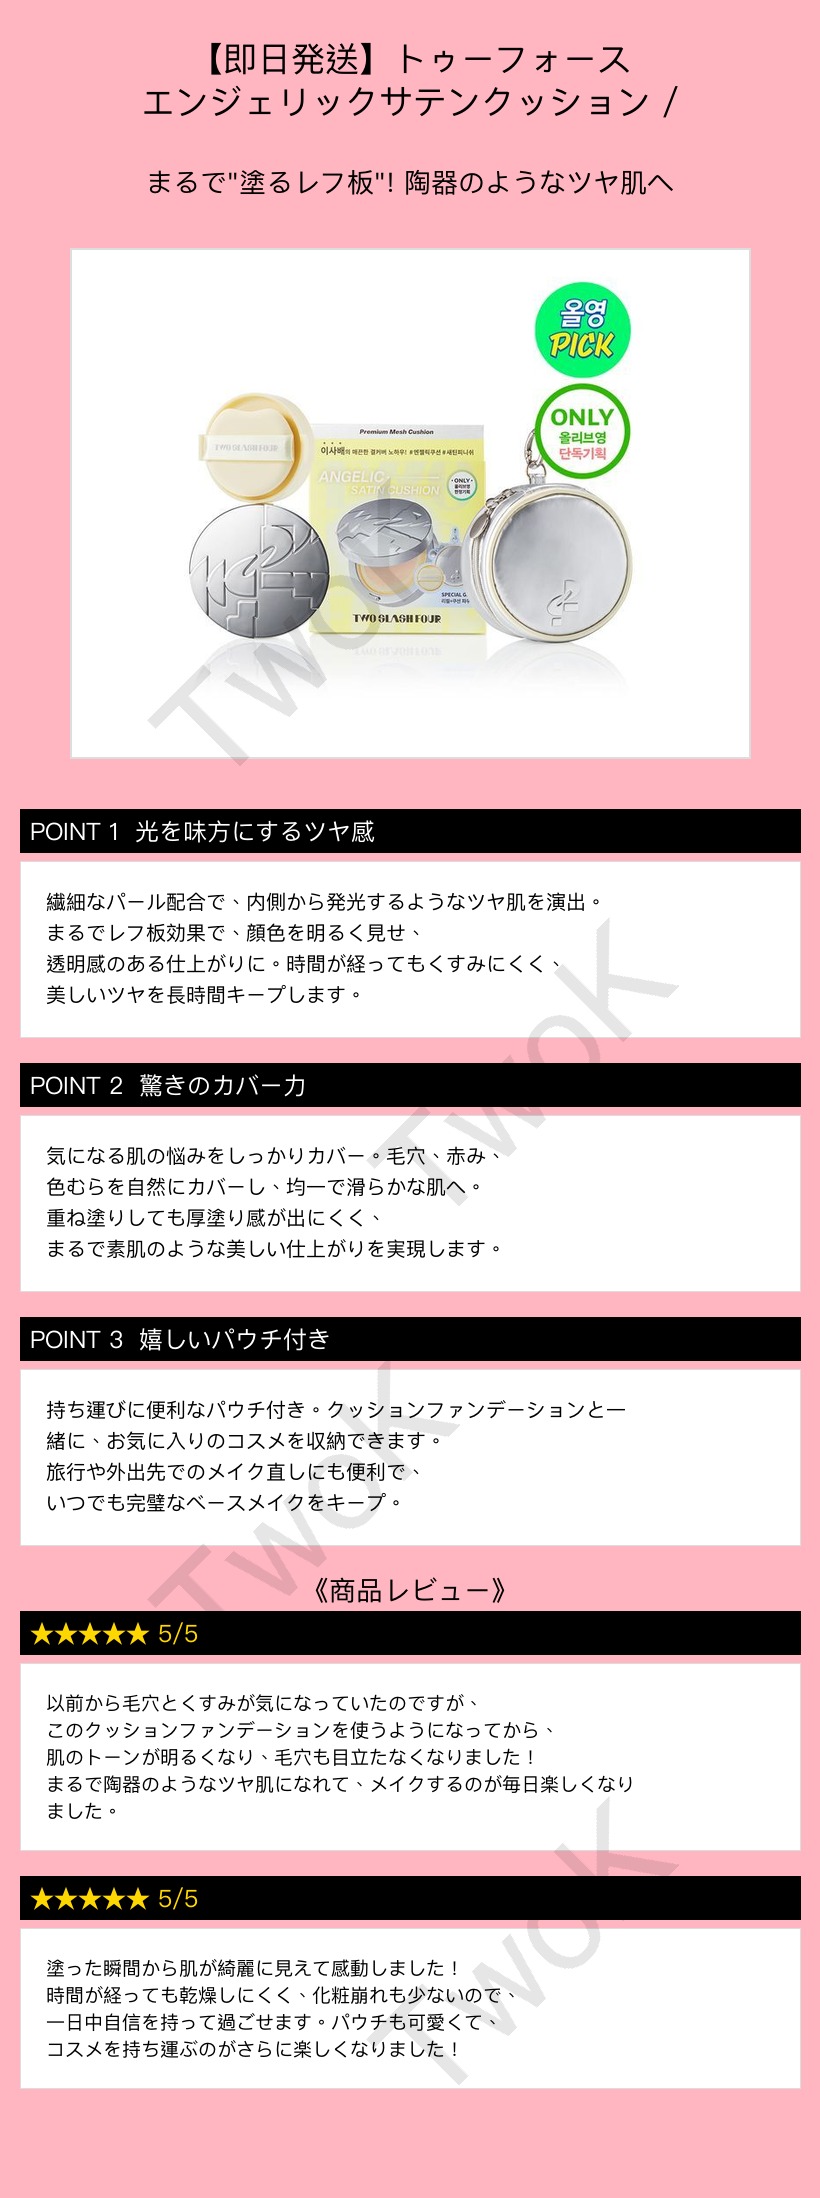 【即日発送】トゥーフォース
エンジェリックサテンクッション /
まるで"塗るレフ板"! 陶器のようなツヤ肌へ
올영
PICK
ONLY
올리브영
단독기획
TWO SLASH FOUR
Premium Mesh Cushion
이사배의 매끈한 결커버 노하우! #엔젤릭쿠션 #새틴피니쉬
ANGELIC
SATIN CUSHION
ONLY
올리브영
SPECIAL G
TWO SLASH FOUR
TwoK
POINT 1 光を味方にするツヤ感
繊細なパール配合で、内側から発光するようなツヤ肌を演出。
まるでレフ板効果で、顔色を明るく見せ、
透明感のある仕上がりに。時間が経ってもくすみにくく、
美しいツヤを長時間キープします。
TwoK
POINT 2 驚きのカバー力
気になる肌の悩みをしっかりカバー。毛穴、赤み、
色むらを自然にカバーし、均一で滑らかな肌へ。
重ね塗りしても厚塗り感が出にくく、
まるで素肌のような美しい仕上がりを実現します。
POINT 3 嬉しいパウチ付き
持ち運びに便利なパウチ付き。クッションファンデーションと一
緒に、お気に入りのコスメを収納できます。
旅行や外出先でのメイク直しにも便利で、
いつでも完璧なベースメイクをキープ。
TwoK
《商品レビュー》
★★★★★ 5/5
以前から毛穴とくすみが気になっていたのですが、
このクッションファンデーションを使うようになってから、
肌のトーンが明るくなり、毛穴も目立たなくなりました！
まるで陶器のようなツヤ肌になれて、メイクするのが毎日楽しくなり
ました。
★★★★★ 5/5
塗った瞬間から肌が綺麗に見えて感動しました！
時間が経っても乾燥しにくく、化粧崩れも少ないので、
一日中自信を持って過ごせます。パウチも可愛くて、
コスメを持ち運ぶのがさらに楽しくなりました！
TwoK